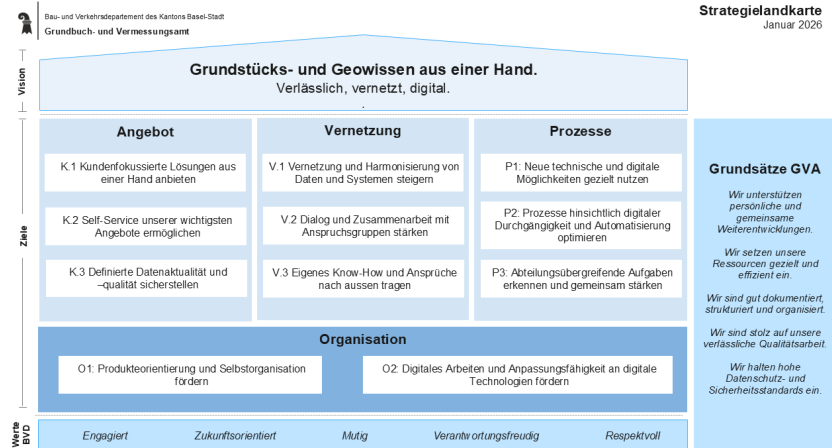 Bau- und Verkehrsdepartement des Kantons Basel-Stadt
Grundbuch- und Vermessungsamt
Strategielandkarte
Januar 2026
Vision
Grundstücks- und Geowissen aus einer Hand.
Verlässlich, vernetzt, digital.
.
Ziele
Angebot
K.1 Kundenfokussierte Lösungen aus
einer Hand anbieten
K.2 Self-Service unserer wichtigsten
Angebote ermöglichen
K.3 Definierte Datenaktualität und
–qualität sicherstellen
Vernetzung
V.1 Vernetzung und Harmonisierung von
Daten und Systemen steigern
V.2 Dialog und Zusammenarbeit mit
Anspruchsgruppen stärken
V.3 Eigenes Know-How und Ansprüche
nach aussen tragen
Prozesse
P1: Neue technische und digitale
Möglichkeiten gezielt nutzen
P2: Prozesse hinsichtlich digitaler
Durchgängigkeit und Automatisierung
optimieren
P3: Abteilungsübergreifende Aufgaben
erkennen und gemeinsam stärken
Organisation
O1: Produkteorientierung und Selbstorganisation
fördern
O2: Digitales Arbeiten und Anpassungsfähigkeit an digitale
Technologien fördern
Grundsätze GVA
Wir unterstützen
persönliche und
gemeinsame
Weiterentwicklungen.
Wir setzen unsere
Ressourcen gezielt und
effizient ein.
Wir sind gut dokumentiert,
strukturiert und organisiert.
Wir sind stolz auf unsere
verlässliche Qualitätsarbeit.
Wir halten hohe
Datenschutz- und
Sicherheitsstandards ein.
Werte
BVD
Engagiert
Zukunftsorientiert
Mutig
Verantwortungsfreudig
Respektvoll